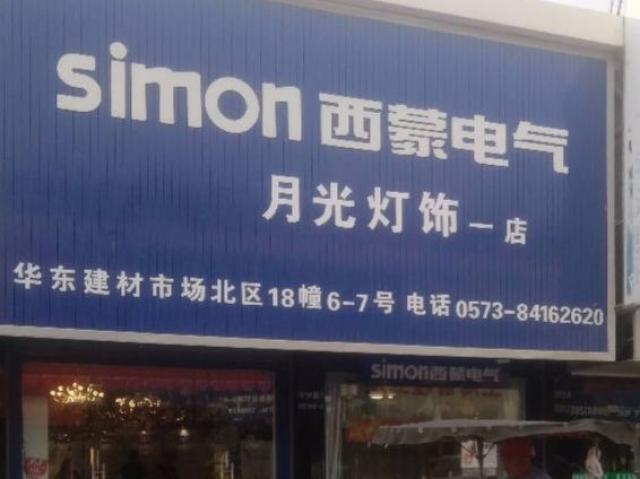 simon 西蒙电气
月光灯饰一店
华东建材市场北区18幢6-7号 电话 0573-84162620
simon西蒙电气